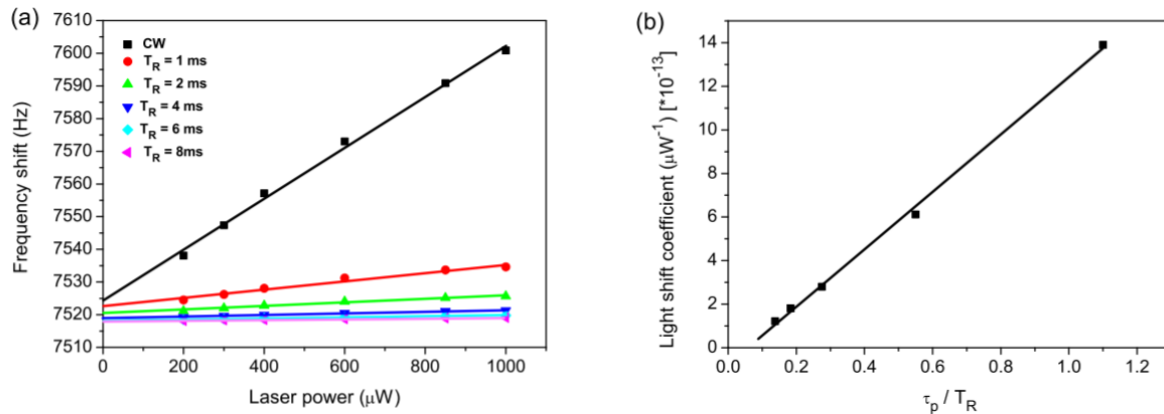 (a)
7610
7600
7590
7580
7570
7560
7550
7540
7530
7520
7510
Frequency shift (Hz)
CW
T_R = 1 ms
T_R = 2 ms
T_R = 4 ms
T_R = 6 ms
T_R = 8ms
0 200 400 600 800 1000
Laser power (μW)
(b)
14
12
10
8
6
4
2
0
Light shift coefficient (μW⁻¹) [*10⁻¹³]
0.0 0.2 0.4 0.6 0.8 1.0 1.2
τ_p / T_R